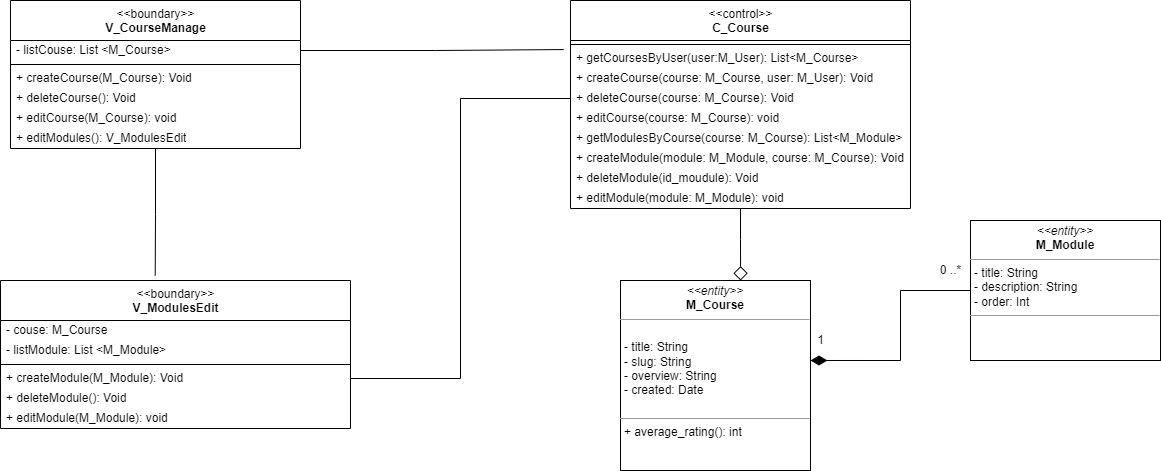 <<boundary>>
V_CourseManage
- listCouse: List <M_Course>
+ createCourse(M_Course): Void
+ deleteCourse(): Void
+ editCourse(M_Course): Void
+ editModules(): V_ModulesEdit
<<control>>
C_Course
+ getCoursesByUser(user:M_User): List<M_Course>
+ createCourse(course: M_Course, user: M_User): Void
+ deleteCourse(course: M_Course): Void
+ editCourse(course: M_Course): void
+ getModulesByCourse(course: M_Course): List<M_Module>
+ createModule(module: M_Module, course: M_Course): Void
+ deleteModule(id_moudule): Void
+ editModule(module: M_Module): void
<<boundary>>
V_ModulesEdit
- couse: M_Course
- listModule: List <M_Module>
+ createModule(M_Module): Void
+ deleteModule(): Void
+ editModule(M_Module): void
<<entity>>
M_Course
- title: String
- slug: String
- overview: String
- created: Date
+ average_rating(): int
1
0 ..*
<<entity>>
M_Module
- title: String
- description: String
- order: Int